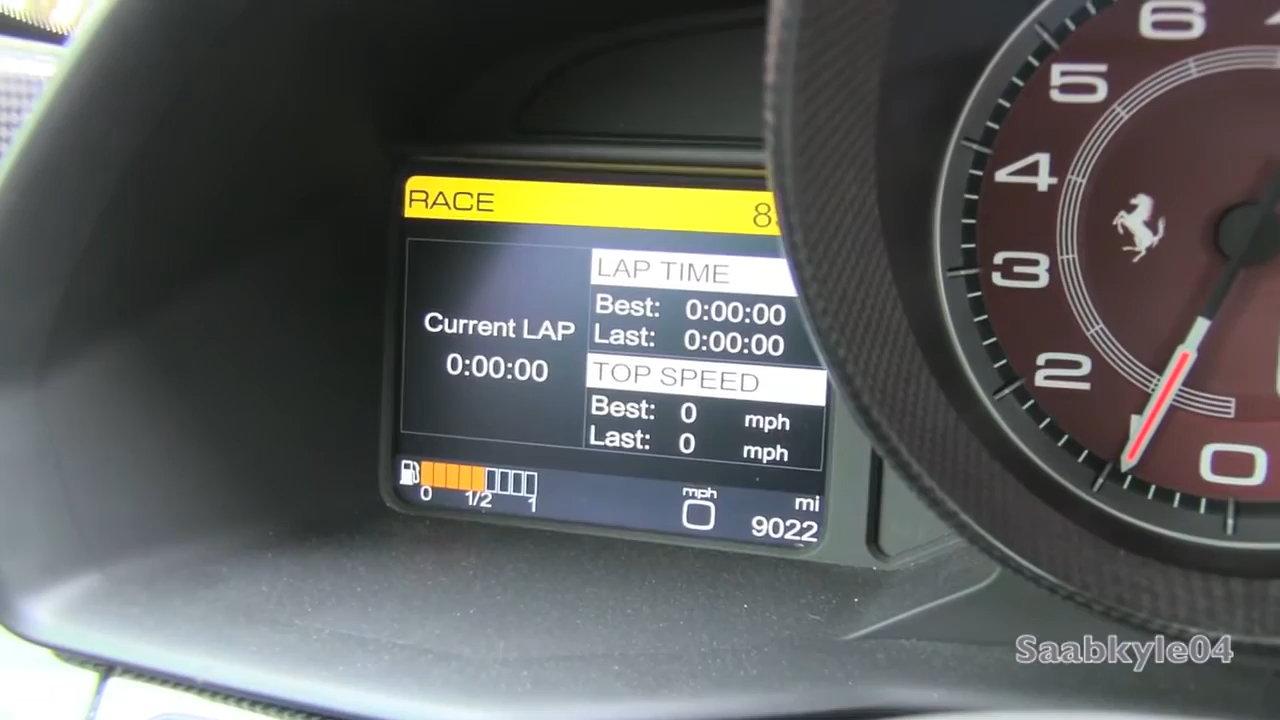 RACE
LAP TIME
Best: 0:00:00
Last: 0:00:00
Current LAP
0:00:00
TOP SPEED
Best: 0 mph
Last: 0 mph
0 1/2 1
mph
0
mi
9022
6
5
4
3
2
0
Saabkyle04